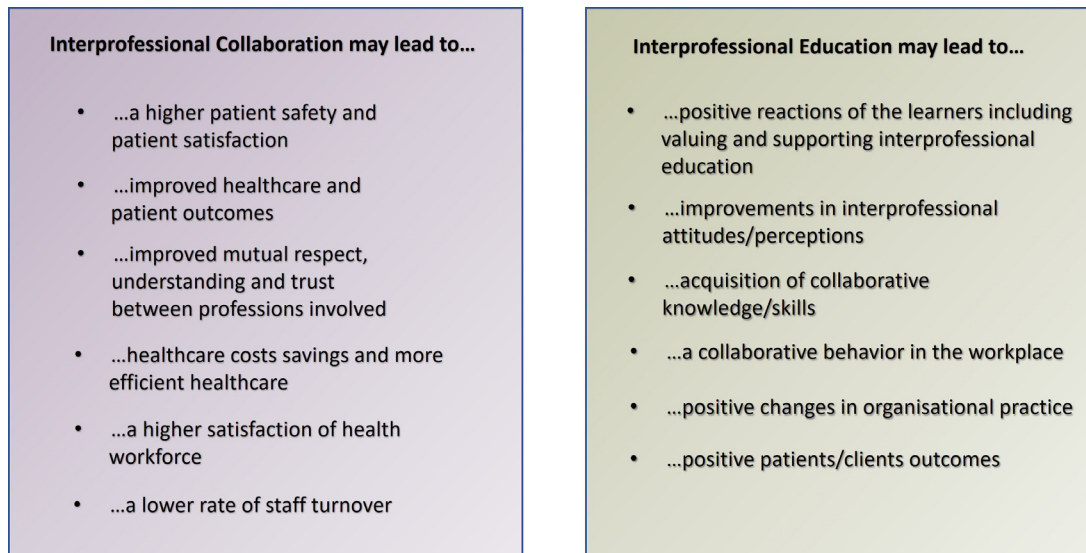 Interprofessional Collaboration may lead to...
• ...a higher patient safety and
patient satisfaction
• ...improved healthcare and
patient outcomes
• ...improved mutual respect,
understanding and trust
between professions involved
• ...healthcare costs savings and more
efficient healthcare
• ...a higher satisfaction of health
workforce
• ...a lower rate of staff turnover
Interprofessional Education may lead to...
• ...positive reactions of the learners including
valuing and supporting interprofessional
education
• ...improvements in interprofessional
attitudes/perceptions
• ...acquisition of collaborative
knowledge/skills
• ...a collaborative behavior in the workplace
• ...positive changes in organisational practice
• ...positive patients/clients outcomes